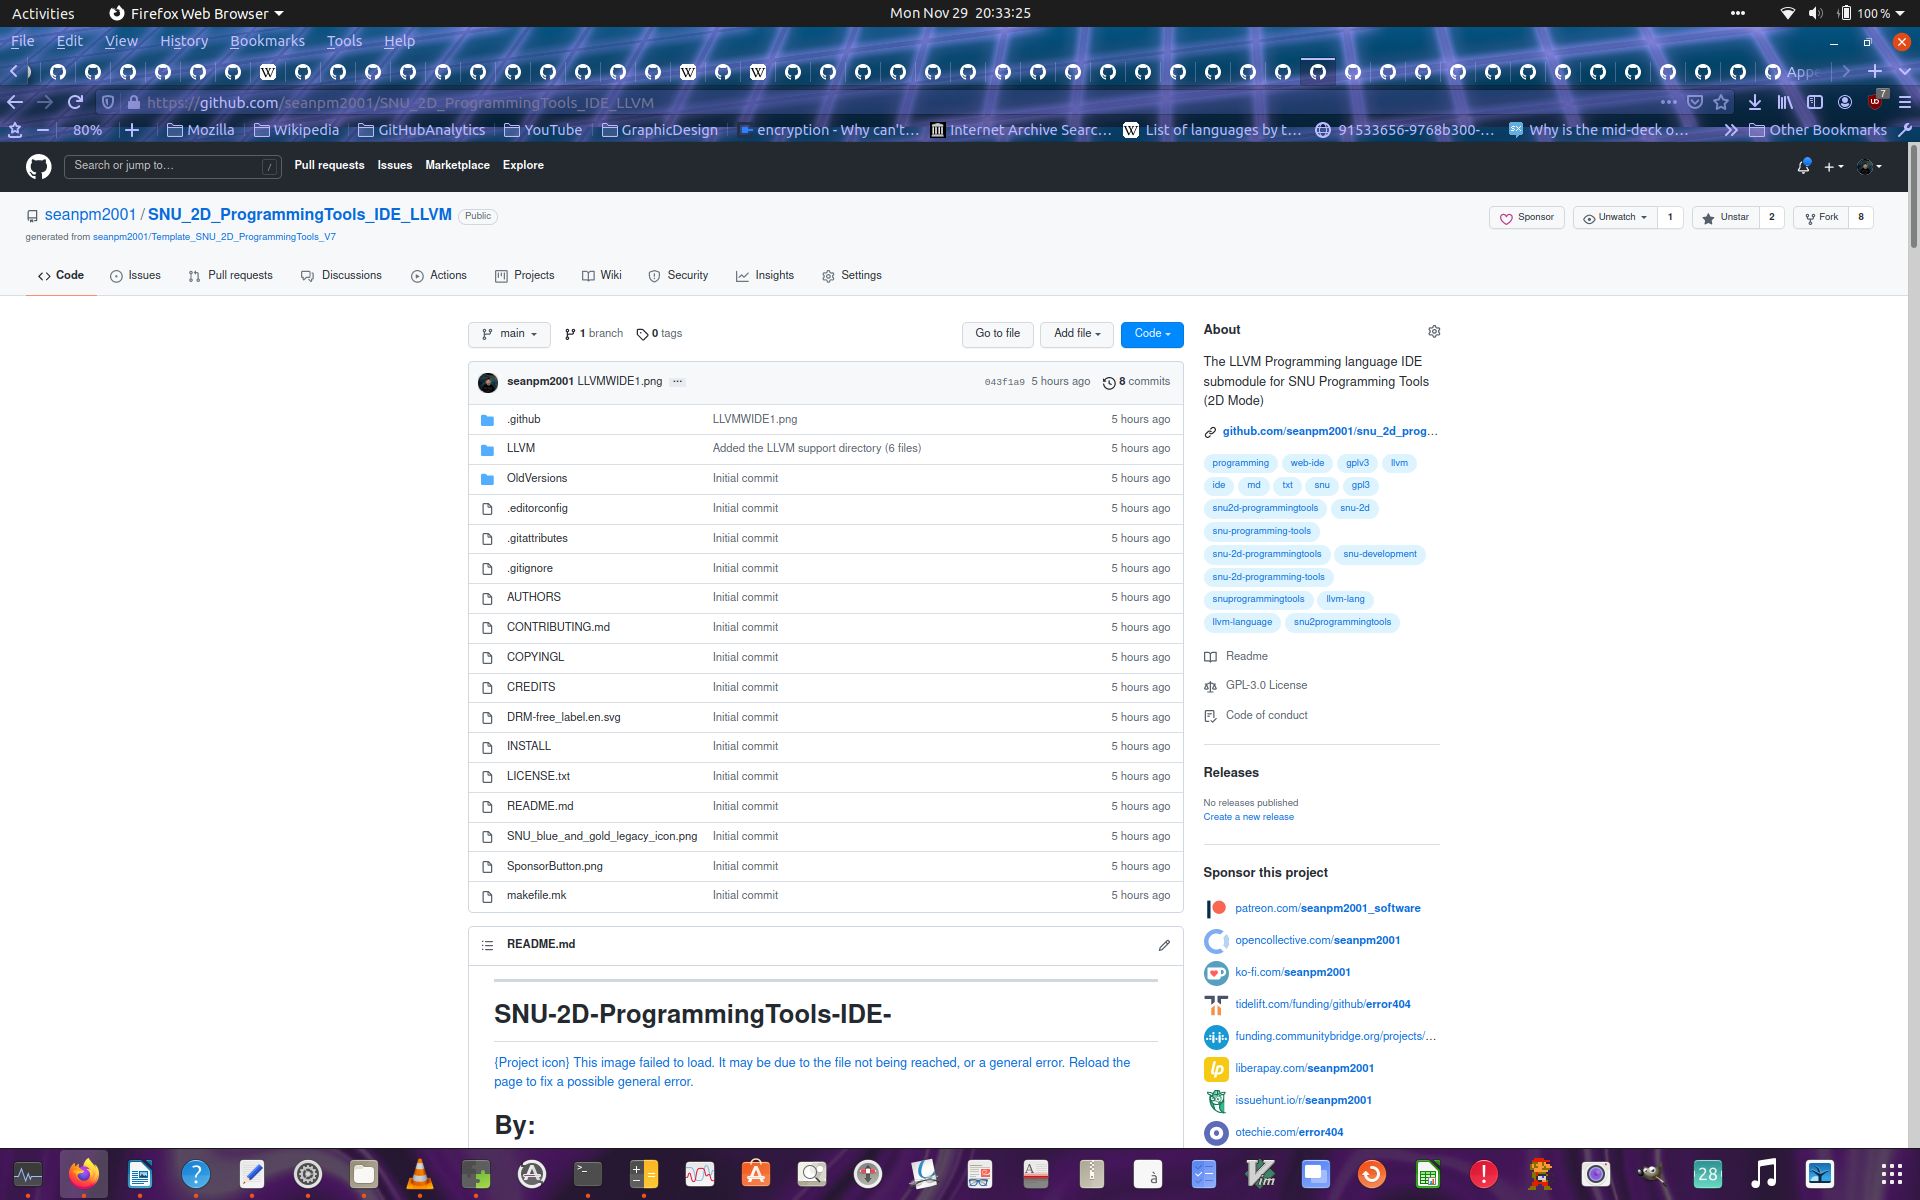 Activities
Firefox Web Browser
Mon Nov 29 20:33:25
100 %
File Edit View History Bookmarks Tools Help
https://github.com/seanpm2001/SNU_2D_ProgrammingTools_IDE_LLVM
7
80%
Mozilla
Wikipedia
GitHubAnalytics
YouTube
GraphicDesign
encryption - Why can't…
Internet Archive Searc…
List of languages by t…
91533656-9768b300-…
Why is the mid-deck o…
Other Bookmarks
Search or jump to…
/
Pull requests Issues Marketplace Explore
seanpm2001 / SNU_2D_ProgrammingTools_IDE_LLVM Public
Sponsor
Unwatch 1
Unstar 2
Fork 8
generated from seanpm2001/Template_SNU_2D_ProgrammingTools_V7
Code Issues Pull requests Discussions Actions Projects Wiki Security Insights Settings
main 1 branch 0 tags
Go to file Add file Code
seanpm2001 LLVMWIDE1.png ... 043f1a9 5 hours ago 8 commits
.github LLVMWIDE1.png 5 hours ago
LLVM Added the LLVM support directory (6 files) 5 hours ago
OldVersions Initial commit 5 hours ago
.editorconfig Initial commit 5 hours ago
.gitattributes Initial commit 5 hours ago
.gitignore Initial commit 5 hours ago
AUTHORS Initial commit 5 hours ago
CONTRIBUTING.md Initial commit 5 hours ago
COPYINGL Initial commit 5 hours ago
CREDITS Initial commit 5 hours ago
DRM-free_label.en.svg Initial commit 5 hours ago
INSTALL Initial commit 5 hours ago
LICENSE.txt Initial commit 5 hours ago
README.md Initial commit 5 hours ago
SNU_blue_and_gold_legacy_icon.png Initial commit 5 hours ago
SponsorButton.png Initial commit 5 hours ago
makefile.mk Initial commit 5 hours ago
README.md
SNU-2D-ProgrammingTools-IDE-
{Project icon} This image failed to load. It may be due to the file not being reached, or a general error. Reload the
page to fix a possible general error.
By:
About
The LLVM Programming language IDE
submodule for SNU Programming Tools
(2D Mode)
github.com/seanpm2001/snu_2d_prog…
programming web-ide gplv3 llvm
ide md txt snu gpl3
snu2d-programmingtools snu-2d
snu-programming-tools
snu-2d-programmingtools snu-development
snu-2d-programming-tools
snuprogrammingtools llvm-lang
llvm-language snu2programmingtools
Readme
GPL-3.0 License
Code of conduct
Releases
No releases published
Create a new release
Sponsor this project
patreon.com/seanpm2001_software
opencollective.com/seanpm2001
ko-fi.com/seanpm2001
tidelift.com/funding/github/error404
funding.communitybridge.org/projects/…
liberapay.com/seanpm2001
issuehunt.io/r/seanpm2001
otechie.com/error404
28